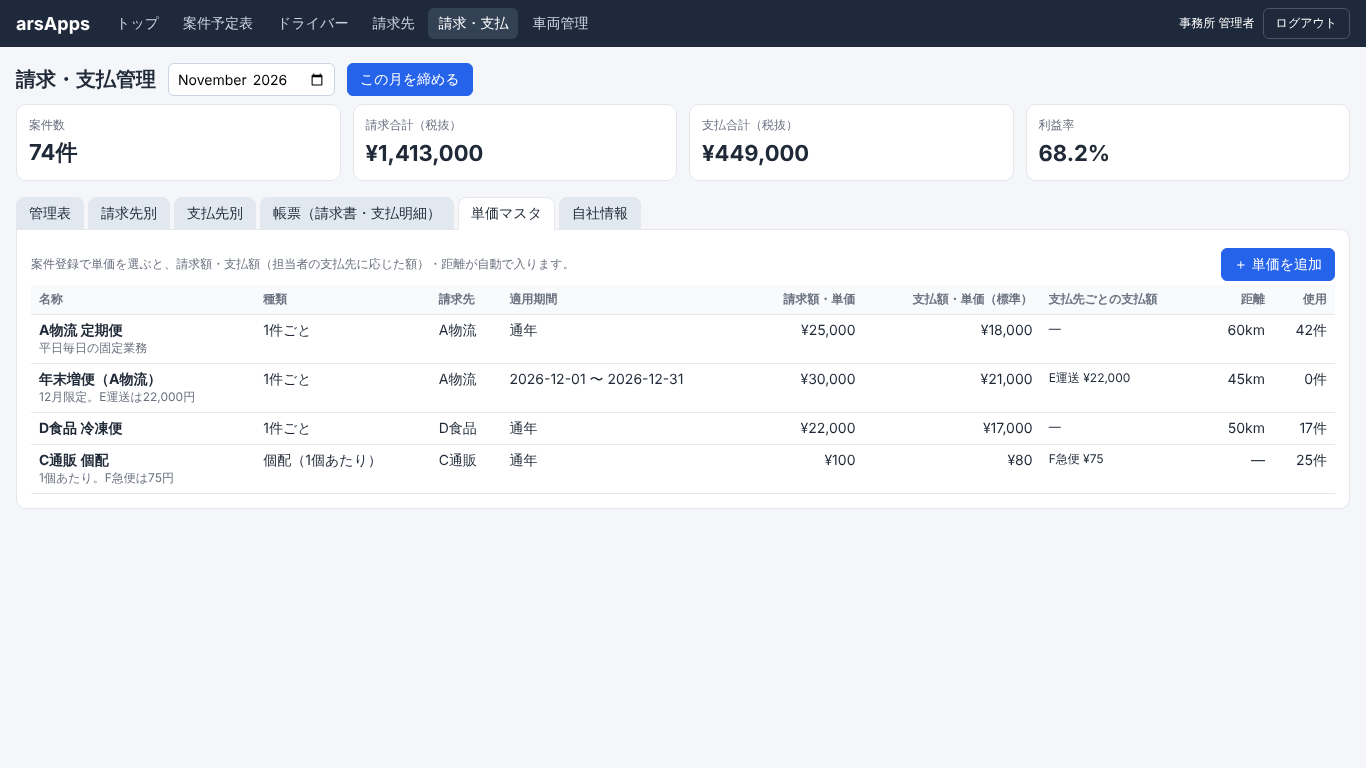 arsApps トップ 案件予定表 ドライバー 請求先 請求・支払 車両管理 事務所 管理者 ログアウト
請求・支払管理 November 2026 この月を締める
案件数 請求合計（税抜） 支払合計（税抜） 利益率
74件 ¥1,413,000 ¥449,000 68.2%
管理表 請求先別 支払先別 帳票（請求書・支払明細） 単価マスタ 自社情報
案件登録で単価を選ぶと、請求額・支払額（担当者の支払先に応じた額）・距離が自動で入ります。 ＋ 単価を追加
名称 種類 請求先 適用期間 請求額・単価 支払額・単価（標準） 支払先ごとの支払額 距離 使用
A物流 定期便 1件ごと A物流 通年 ¥25,000 ¥18,000 — 60km 42件
平日毎日の固定業務
年末増便（A物流） 1件ごと A物流 2026-12-01 〜 2026-12-31 ¥30,000 ¥21,000 E運送 ¥22,000 45km 0件
12月限定。E運送は22,000円
D食品 冷凍便 1件ごと D食品 通年 ¥22,000 ¥17,000 — 50km 17件
C通販 個配 個配（1個あたり） C通販 通年 ¥100 ¥80 F急便 ¥75 — 25件
1個あたり。F急便は75円